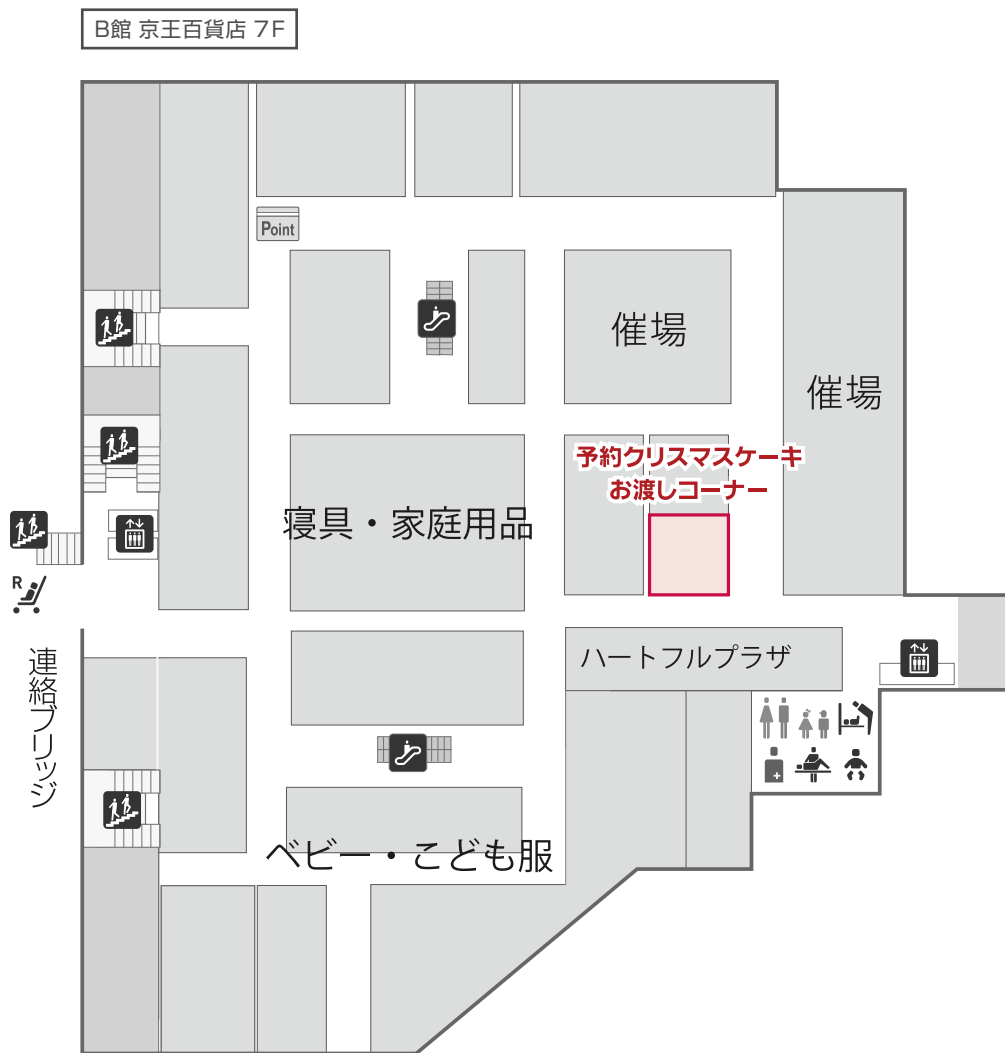 B館 京王百貨店 7F
Point
催場
催場
予約クリスマスケーキ
お渡しコーナー
寝具・家庭用品
R
連絡ブリッジ
ハートフルプラザ
ベビー・こども服